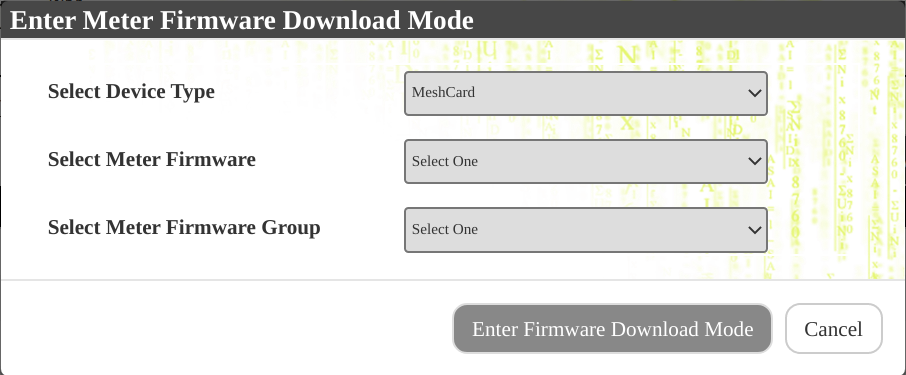 Enter Meter Firmware Download Mode
Select Device Type
MeshCard
Select Meter Firmware
Select One
Select Meter Firmware Group
Select One
Enter Firmware Download Mode
Cancel